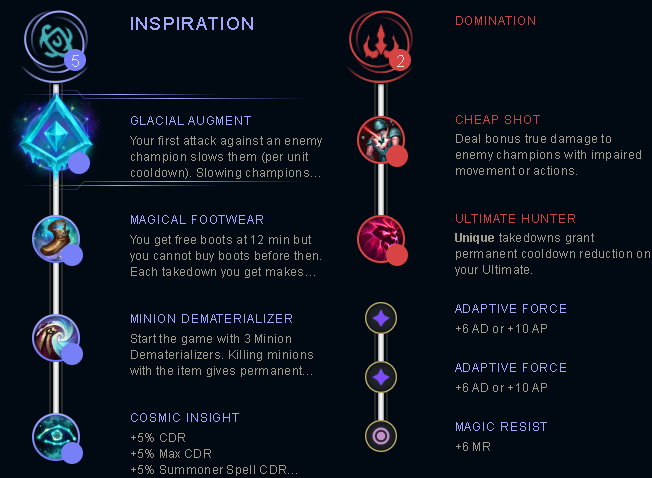 INSPIRATION
5
GLACIAL AUGMENT
Your first attack against an enemy
champion slows them (per unit
cooldown). Slowing champions...
MAGICAL FOOTWEAR
You get free boots at 12 min but
you cannot buy boots before then.
Each takedown you get makes...
MINION DEMATERIALIZER
Start the game with 3 Minion
Dematerializers. Killing minions
with the item gives permanent...
COSMIC INSIGHT
+5% CDR
+5% Max CDR
+5% Summoner Spell CDR...
DOMINATION
2
CHEAP SHOT
Deal bonus true damage to
enemy champions with impaired
movement or actions.
ULTIMATE HUNTER
Unique takedowns grant
permanent cooldown reduction on
your Ultimate.
ADAPTIVE FORCE
+6 AD or +10 AP
ADAPTIVE FORCE
+6 AD or +10 AP
MAGIC RESIST
+6 MR